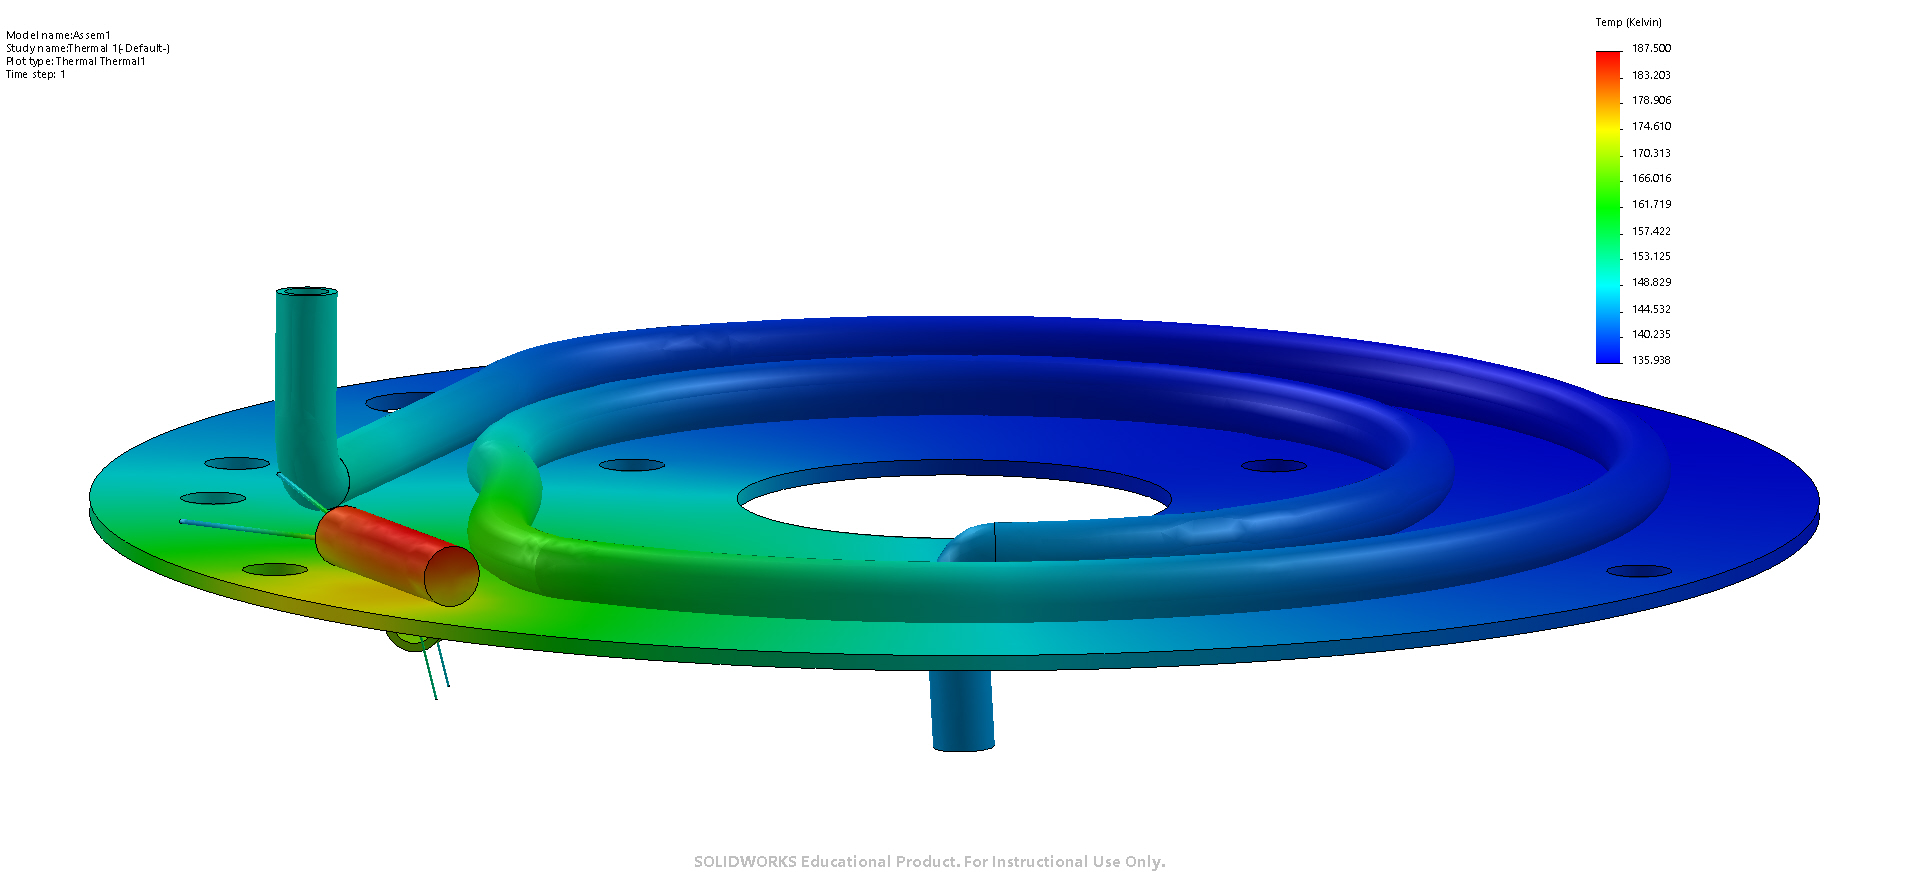 Model name:Assem1
Study name:Thermal 1(-Default-)
Plot type: Thermal Thermal1
Time step: 1
Temp (Kelvin)
187.500
183.203
178.906
174.610
170.313
166.016
161.719
157.422
153.125
148.829
144.532
140.235
135.938
SOLIDWORKS Educational Product. For Instructional Use Only.